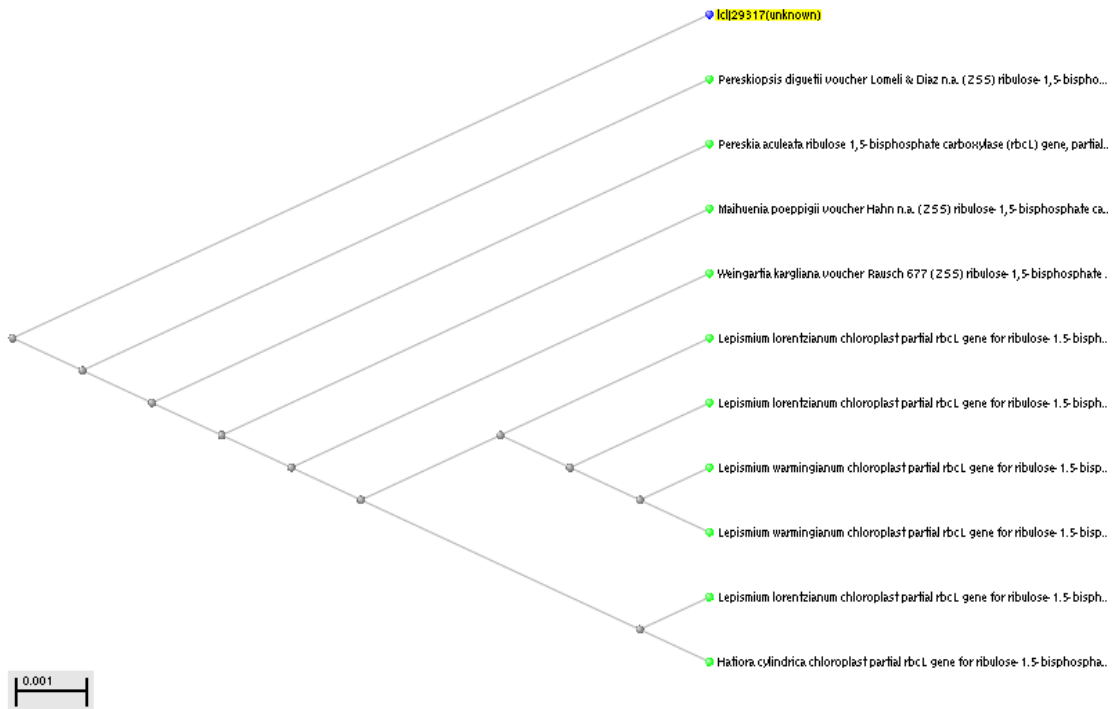 lcl|29317(unknown)
Pereskiopsis diguetii voucher Lomeli & Diaz n.a. (ZSS) ribulose-1,5-bispho...
Pereskia aculeata ribulose 1,5-bisphosphate carboxylase (rbcL) gene, partial...
Maihuenia poeppigii voucher Hahn n.a. (ZSS) ribulose-1,5-bisphosphate ca...
Weingartia kargliana voucher Rausch 677 (ZSS) ribulose-1,5-bisphosphate ...
Lepismium lorentzianum chloroplast partial rbcL gene for ribulose-1.5-bisph...
Lepismium lorentzianum chloroplast partial rbcL gene for ribulose-1.5-bisph...
Lepismium warmingianum chloroplast partial rbcL gene for ribulose-1.5-bisp...
Lepismium warmingianum chloroplast partial rbcL gene for ribulose-1.5-bisp...
Lepismium lorentzianum chloroplast partial rbcL gene for ribulose-1.5-bisph...
Hatiora cylindrica chloroplast partial rbcL gene for ribulose-1.5-bisphospha...
0.001